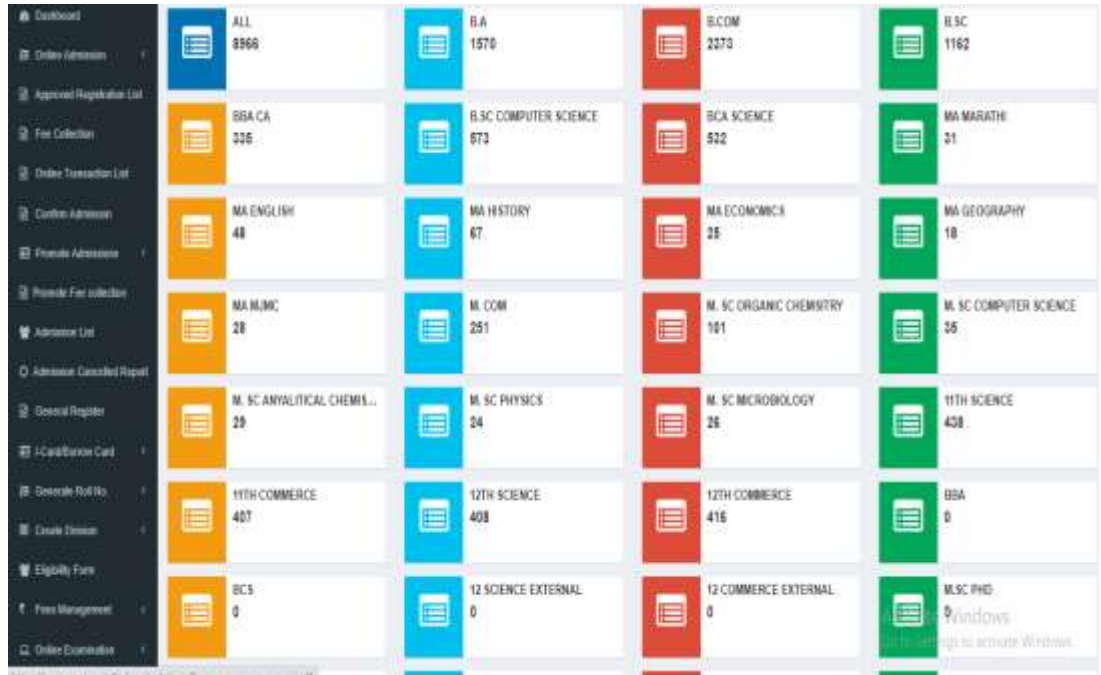 Dashboard
Online Admission
Approved Registration List
Fee Collection
Online Transaction List
Confirm Admission
Promote Admissions
Promote Fee collection
Admission List
Admission Cancelled Report
General Register
I-Card/Borrow Card
Generate Roll No.
Create Division
Eligibility Form
Fees Management
Online Examination
ALL
8966
B.A
1570
B.COM
2373
B.SC
1162
BBA CA
335
B.SC COMPUTER SCIENCE
573
BCA SCIENCE
532
MA MARATHI
31
MA ENGLISH
48
MA HISTORY
67
MA ECONOMICS
25
MA GEOGRAPHY
18
MA MJMC
28
M. COM
251
M. SC ORGANIC CHEMSITRY
101
M. SC COMPUTER SCIENCE
35
M. SC ANYALITICAL CHEMIS...
29
M. SC PHYSICS
24
M. SC MICROBIOLOGY
26
11TH SCIENCE
438
11TH COMMERCE
407
12TH SCIENCE
408
12TH COMMERCE
416
BBA
0
BCS
0
12 SCIENCE EXTERNAL
0
12 COMMERCE EXTERNAL
0
M.SC PHD
0
Activate Windows
Go to Settings to activate Windows.